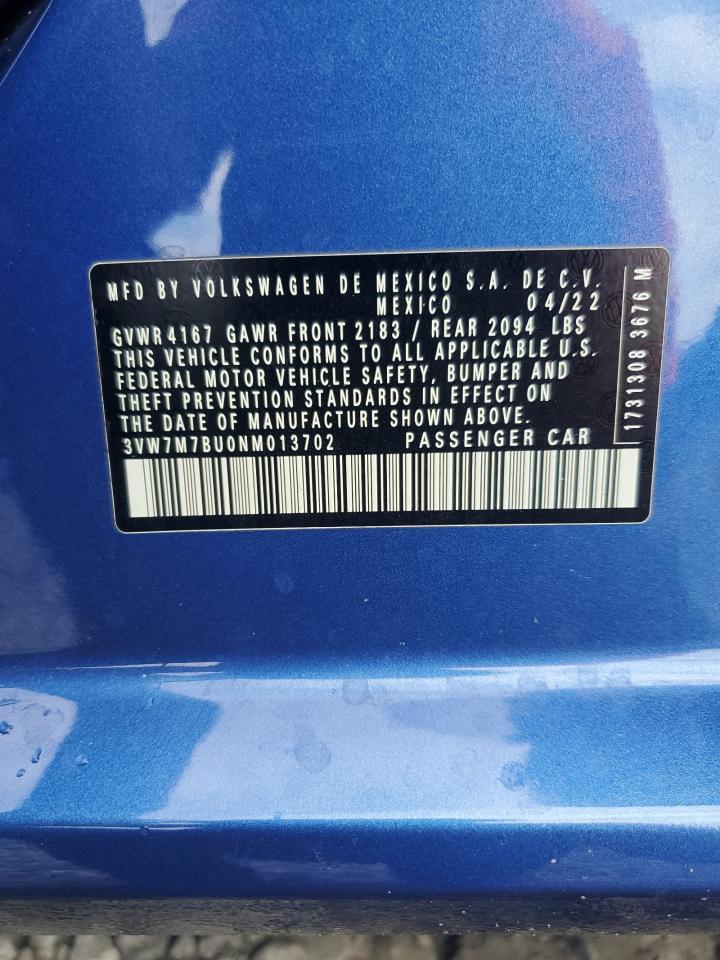 MFD BY VOLKSWAGEN DE MEXICO S.A. DE C.V.
MEXICO 04/22
GVWR 4167 GAWR FRONT 2183 / REAR 2094 LBS
THIS VEHICLE CONFORMS TO ALL APPLICABLE U.S.
FEDERAL MOTOR VEHICLE SAFETY, BUMPER AND
THEFT PREVENTION STANDARDS IN EFFECT ON
THE DATE OF MANUFACTURE SHOWN ABOVE.
3VW7M7BU0NM013702 PASSENGER CAR
1731308 3676 M